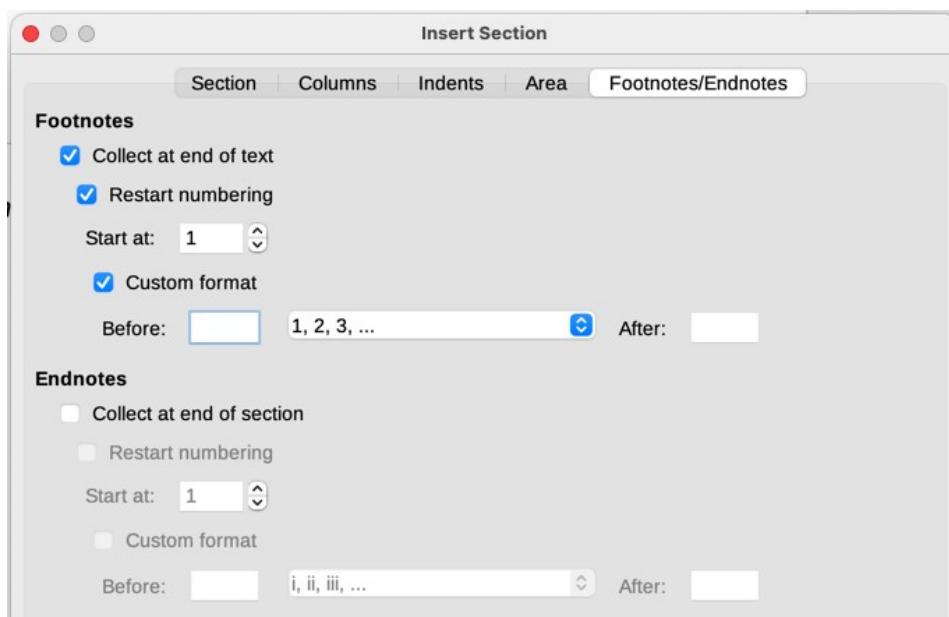 Insert Section
Section Columns Indents Area Footnotes/Endnotes
Footnotes
Collect at end of text
Restart numbering
Start at: 1
Custom format
Before: 1, 2, 3, ... After:
Endnotes
Collect at end of section
Restart numbering
Start at: 1
Custom format
Before: i, ii, iii, ... After: